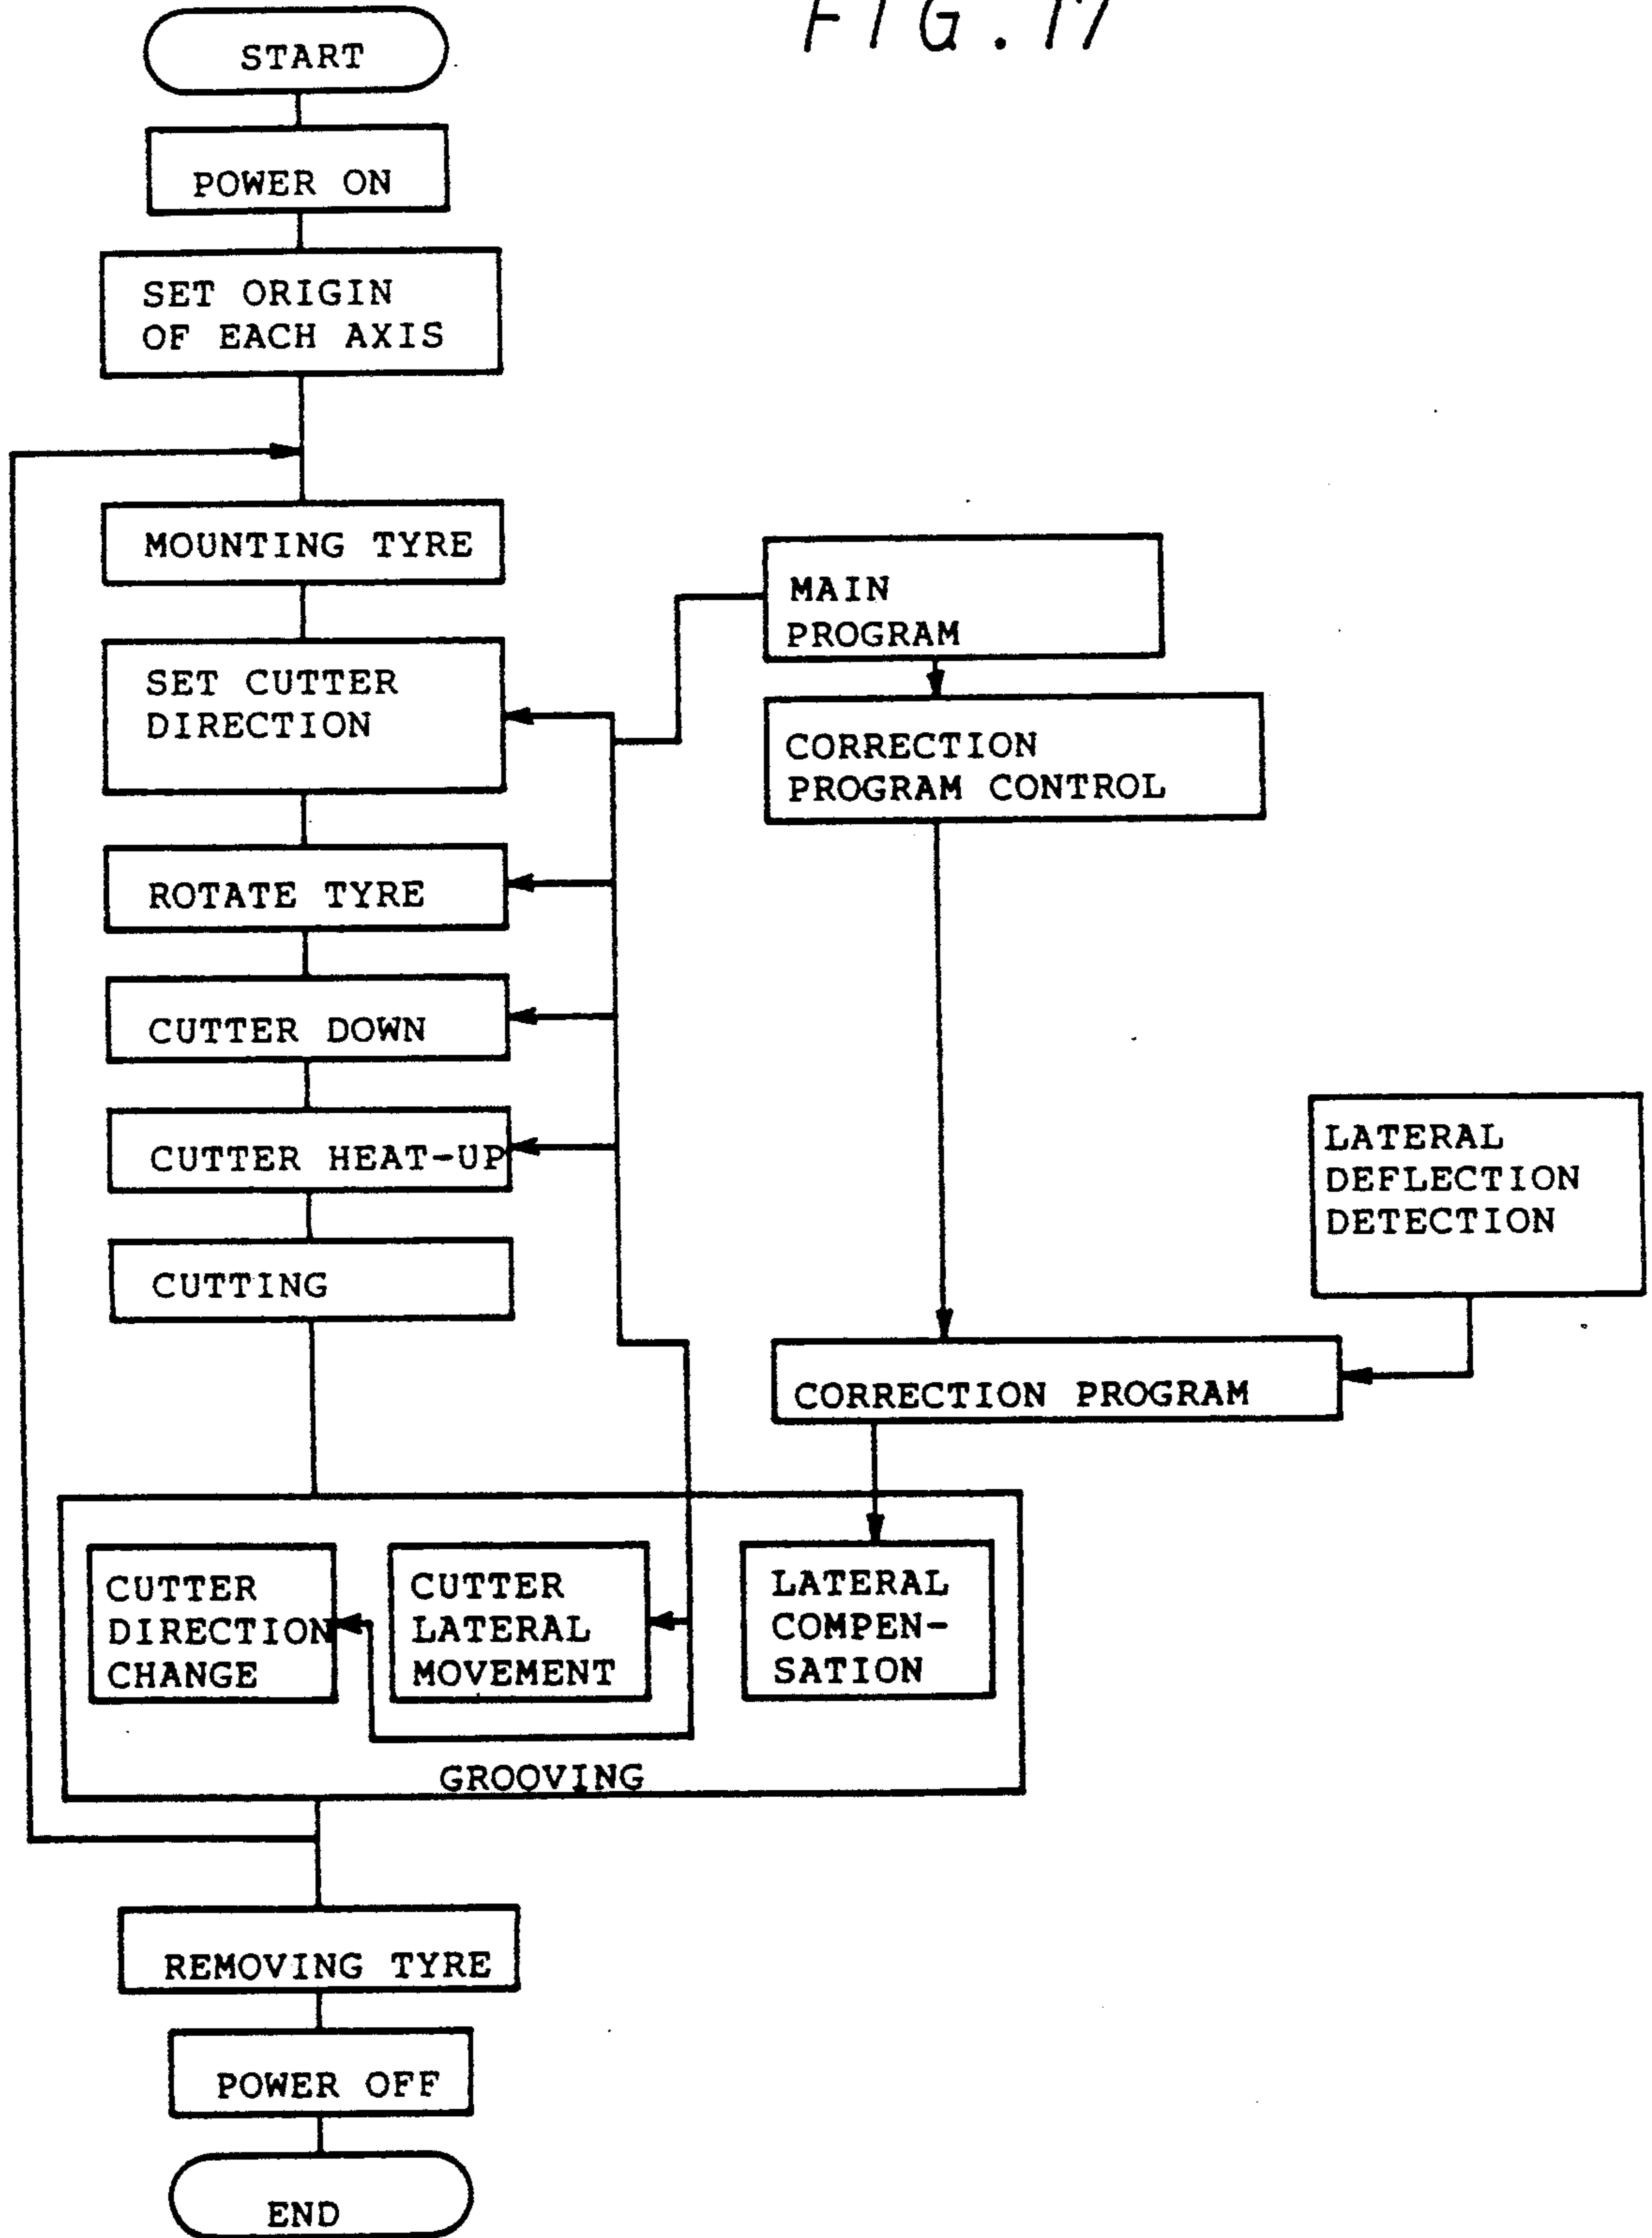 FIG. 17
START
POWER ON
SET ORIGIN
OF EACH AXIS
MOUNTING TYRE
MAIN
PROGRAM
SET CUTTER
DIRECTION
CORRECTION
PROGRAM CONTROL
ROTATE TYRE
CUTTER DOWN
CUTTER HEAT-UP
LATERAL
DEFLECTION
DETECTION
CUTTING
CORRECTION PROGRAM
CUTTER
DIRECTION
CHANGE
CUTTER
LATERAL
MOVEMENT
LATERAL
COMPEN-
SATION
GROOVING
REMOVING TYRE
POWER OFF
END